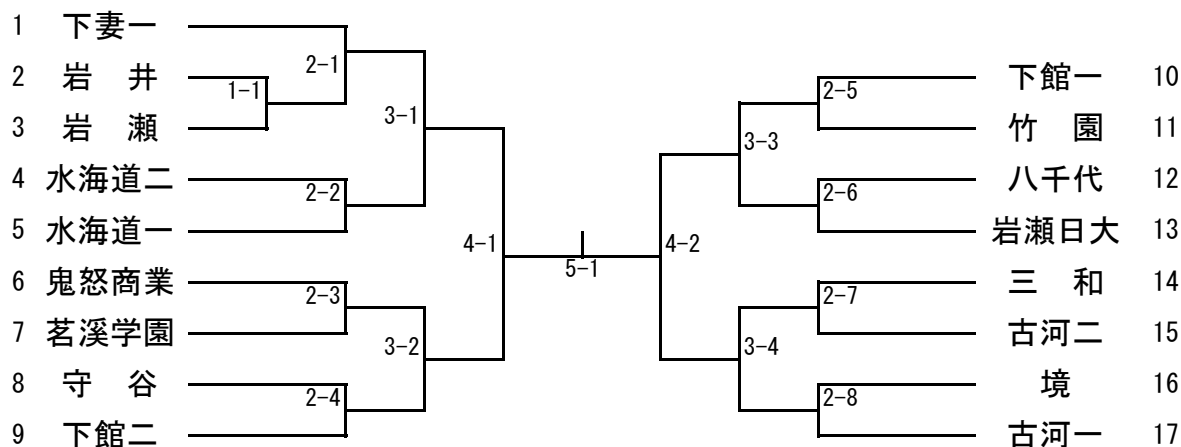 1 下妻一
2 岩 井
3 岩 瀬
4 水海道二
5 水海道一
6 鬼怒商業
7 茗溪学園
8 守 谷
9 下館二
1-1
2-1
2-2
2-3
2-4
3-1
3-2
4-1
5-1
4-2
3-3
3-4
2-5
2-6
2-7
2-8
下館一 10
竹 園 11
八千代 12
岩瀬日大 13
三 和 14
古河二 15
境 16
古河一 17